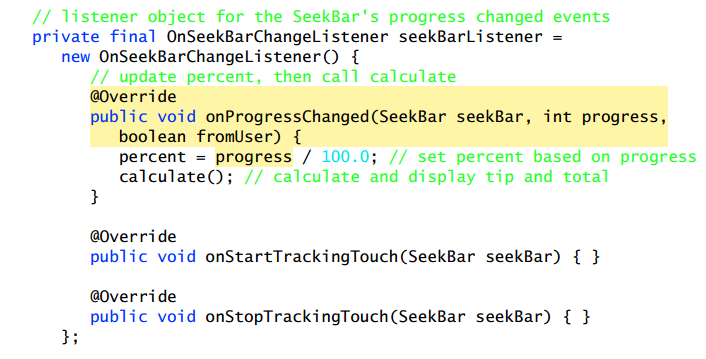 // listener object for the SeekBar's progress changed events
private final OnSeekBarChangeListener seekBarListener =
new OnSeekBarChangeListener() {
// update percent, then call calculate
@Override
public void onProgressChanged(SeekBar seekBar, int progress,
boolean fromUser) {
percent = progress / 100.0; // set percent based on progress
calculate(); // calculate and display tip and total
}
@Override
public void onStartTrackingTouch(SeekBar seekBar) { }
@Override
public void onStopTrackingTouch(SeekBar seekBar) { }
};